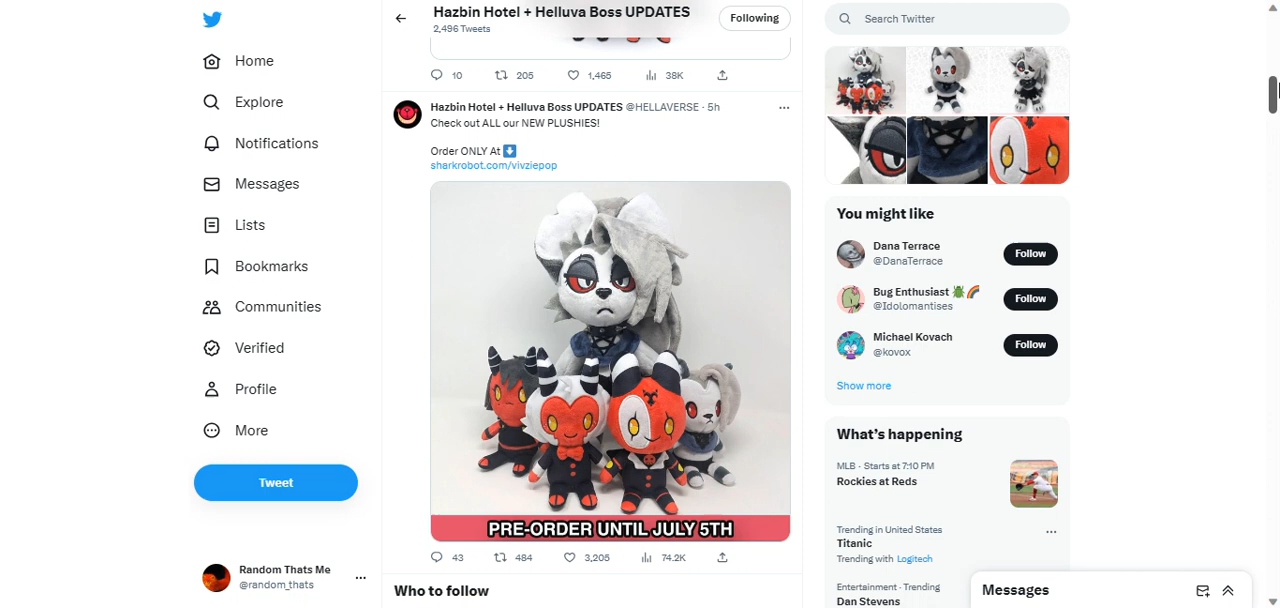 Home
Explore
Notifications
Messages
Lists
Bookmarks
Communities
Verified
Profile
More
Tweet
Random Thats Me
@random_thats
Hazbin Hotel + Helluva Boss UPDATES
2,496 Tweets
Following
10
205
1,465
38K
Hazbin Hotel + Helluva Boss UPDATES @HELLAVERSE · 5h
Check out ALL our NEW PLUSHIES!
Order ONLY At ⬇️
sharkrobot.com/vivziepop
PRE-ORDER UNTIL JULY 5TH
43
484
3,205
74.2K
Who to follow
Search Twitter
You might like
Dana Terrace
@DanaTerrace
Follow
Bug Enthusiast 🪲🌈
@Idolomantises
Follow
Michael Kovach
@kovox
Follow
Show more
What's happening
MLB · Starts at 7:10 PM
Rockies at Reds
Trending in United States
Titanic
Trending with Logitech
Entertainment · Trending
Dan Stevens
Messages